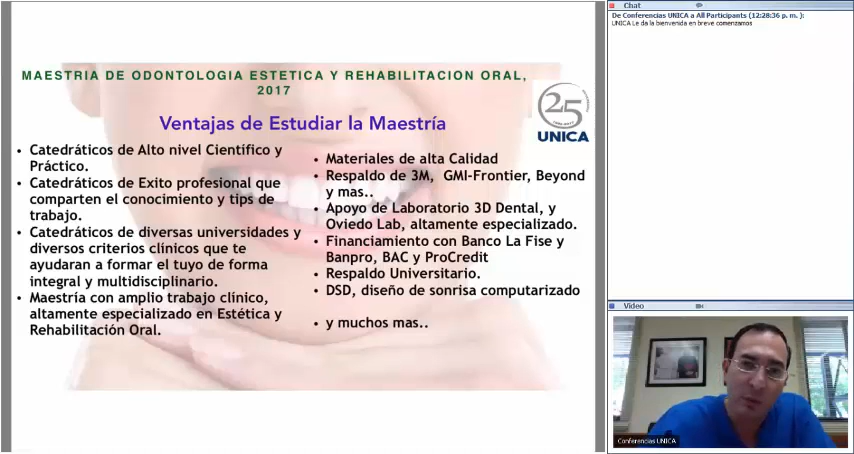 MAESTRIA DE ODONTOLOGIA ESTETICA Y REHABILITACION ORAL,
2017
Ventajas de Estudiar la Maestría
25
UNICA
• Catedráticos de Alto nivel Científico y
Práctico.
• Catedráticos de Exito profesional que
comparten el conocimiento y tips de
trabajo.
• Catedráticos de diversas universidades y
diversos criterios clínicos que te
ayudaran a formar el tuyo de forma
integral y multidisciplinario.
• Maestría con amplio trabajo clínico,
altamente especializado en Estética y
Rehabilitación Oral.
• Materiales de alta Calidad
• Respaldo de 3M, GMI-Frontier, Beyond
y mas..
• Apoyo de Laboratorio 3D Dental, y
Oviedo Lab, altamente especializado.
• Financiamiento con Banco La Fise y
Banpro, BAC y ProCredit
• Respaldo Universitario.
• DSD, diseño de sonrisa computarizado
• y muchos mas..
Chat
De Conferencias UNICA a All Participants (12:28:36 p. m. ):
UNICA Le da la bienvenida en breve comenzamos
Video
Conferencias UNICA